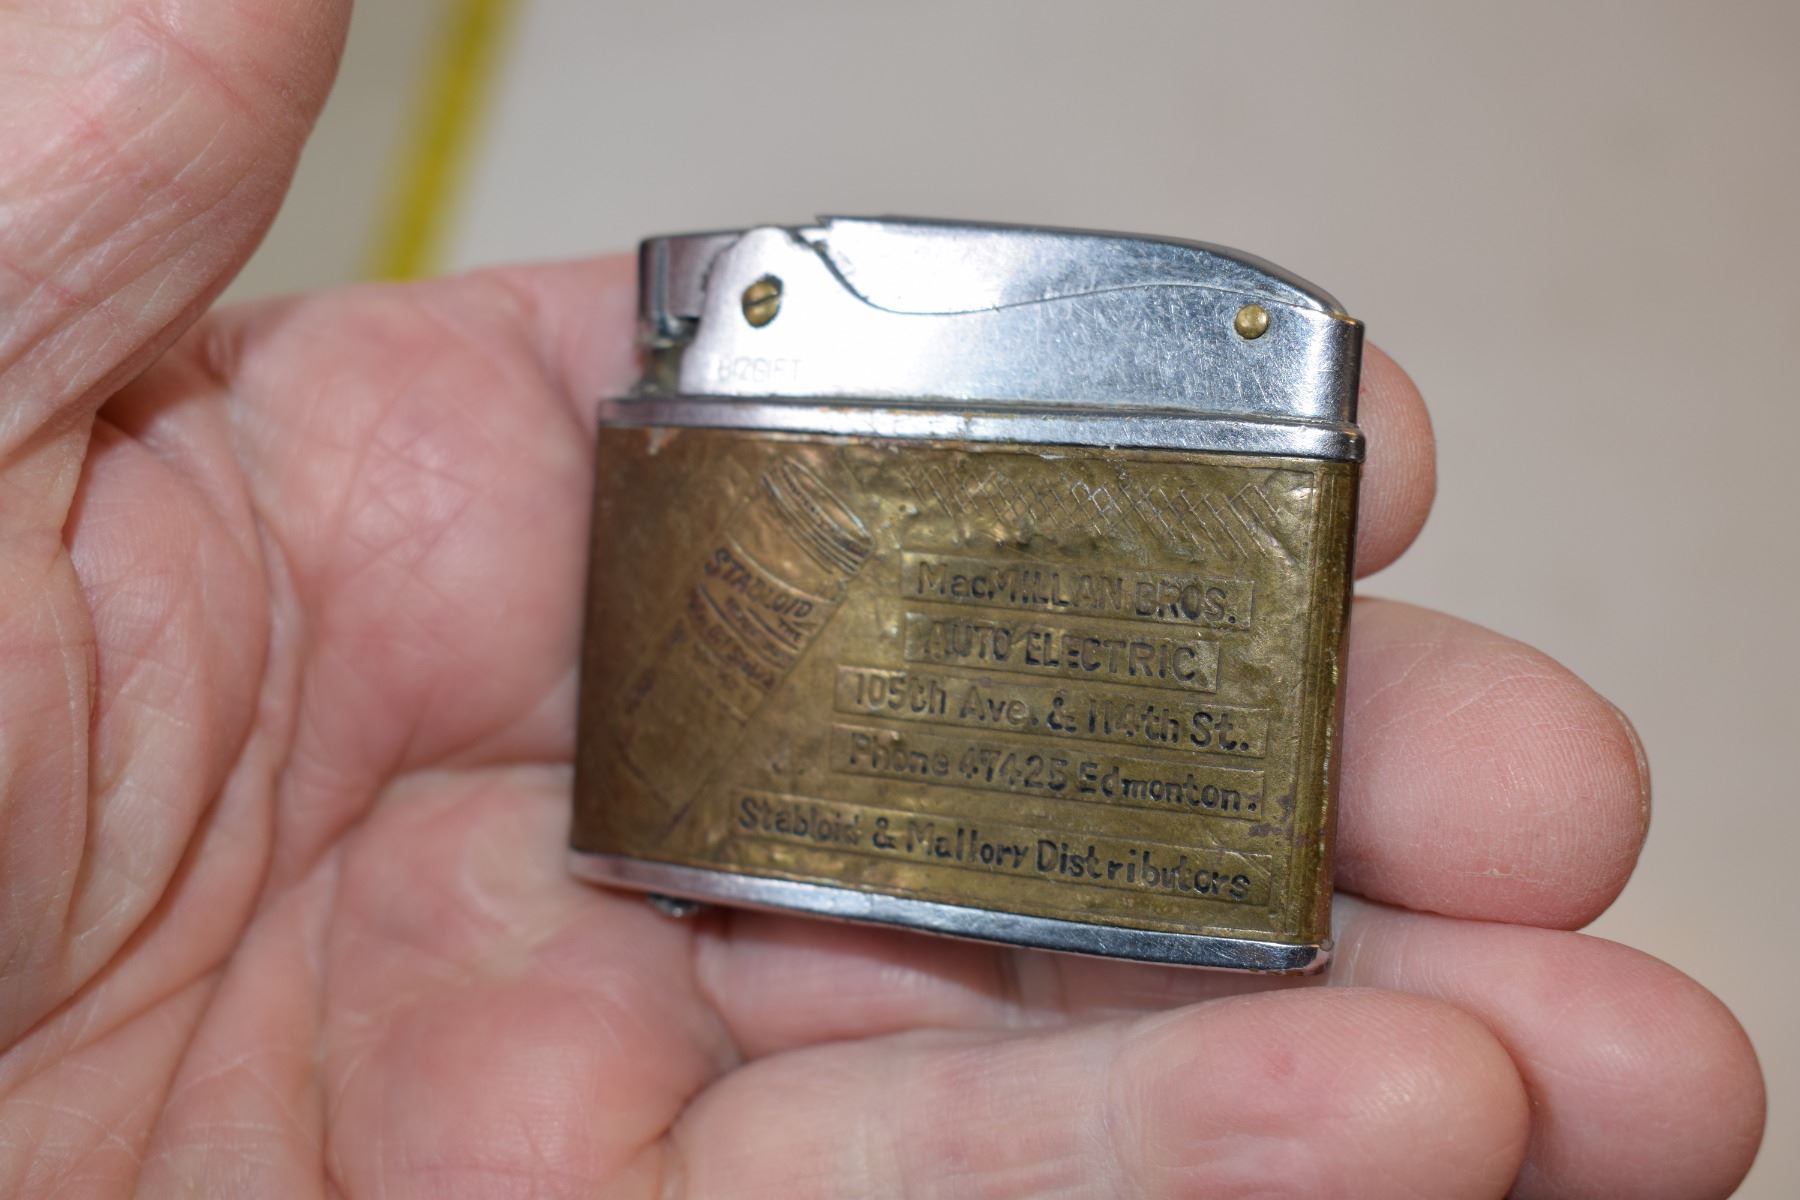 BIZGIFT
STABLOID
MacMILLAN BROS.
AUTO ELECTRIC
105th Ave. & 114th St.
Phone 47425 Edmonton.
Stabloid & Mallory Distributors